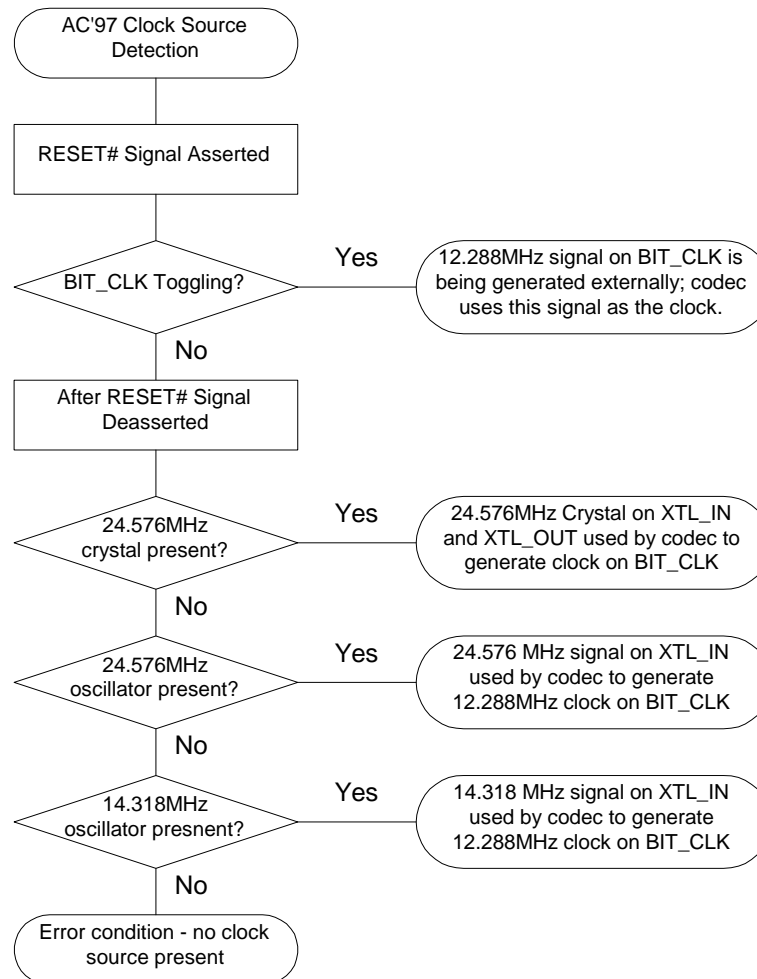 AC'97 Clock Source
Detection
RESET# Signal Asserted
BIT_CLK Toggling?
Yes
12.288MHz signal on BIT_CLK is
being generated externally; codec
uses this signal as the clock.
No
After RESET# Signal
Deasserted
24.576MHz
crystal present?
Yes
24.576MHz Crystal on XTL_IN
and XTL_OUT used by codec to
generate clock on BIT_CLK
No
24.576MHz
oscillator present?
Yes
24.576 MHz signal on XTL_IN
used by codec to generate
12.288MHz clock on BIT_CLK
No
14.318MHz
oscillator presnent?
Yes
14.318 MHz signal on XTL_IN
used by codec to generate
12.288MHz clock on BIT_CLK
No
Error condition - no clock
source present